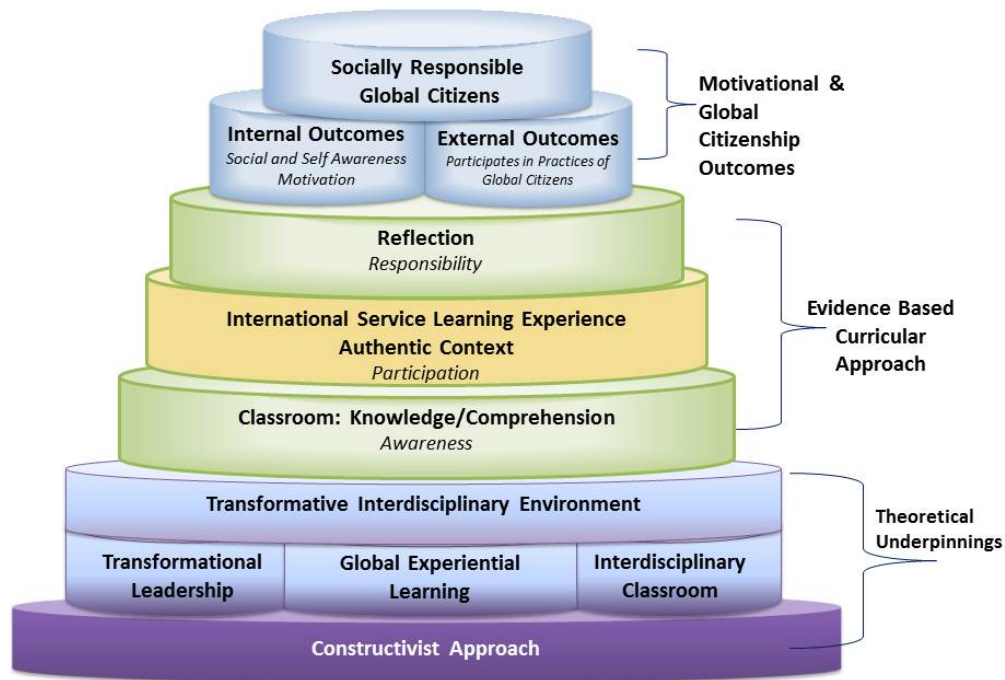 Socially Responsible
Global Citizens
Internal Outcomes
Social and Self Awareness
Motivation
External Outcomes
Participates in Practices of
Global Citizens
Motivational &
Global
Citizenship
Outcomes
Reflection
Responsibility
International Service Learning Experience
Authentic Context
Participation
Classroom: Knowledge/Comprehension
Awareness
Evidence Based
Curricular
Approach
Transformative Interdisciplinary Environment
Transformational
Leadership
Global Experiential
Learning
Interdisciplinary
Classroom
Constructivist Approach
Theoretical
Underpinnings